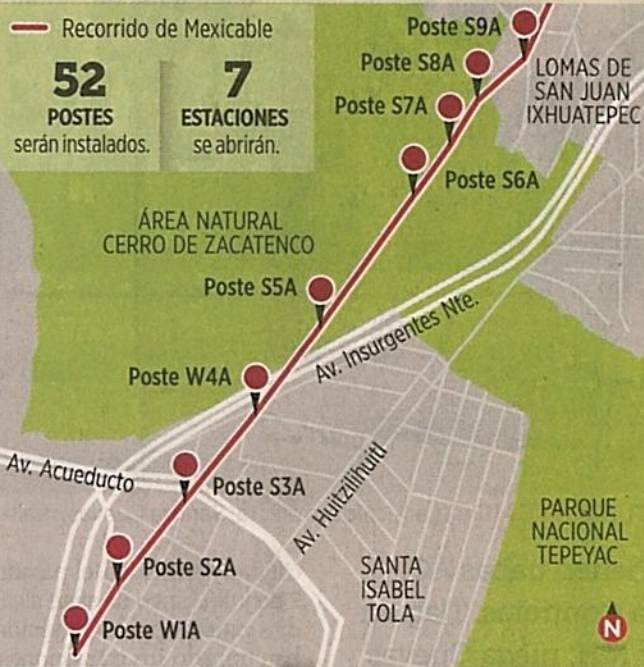 Recorrido de Mexicable
52
POSTES
serán instalados.
7
ESTACIONES
se abrirán.
Poste S9A
Poste S8A
Poste S7A
LOMAS DE
SAN JUAN
IXHUATEPEC
Poste S6A
ÁREA NATURAL
CERRO DE ZACATENCO
Poste S5A
Av. Insurgentes Nte.
Poste W4A
Av. Acueducto
Poste S3A
Av. Huitzilihuitl
Poste S2A
SANTA
ISABEL
TOLA
PARQUE
NACIONAL
TEPEYAC
Poste W1A
N